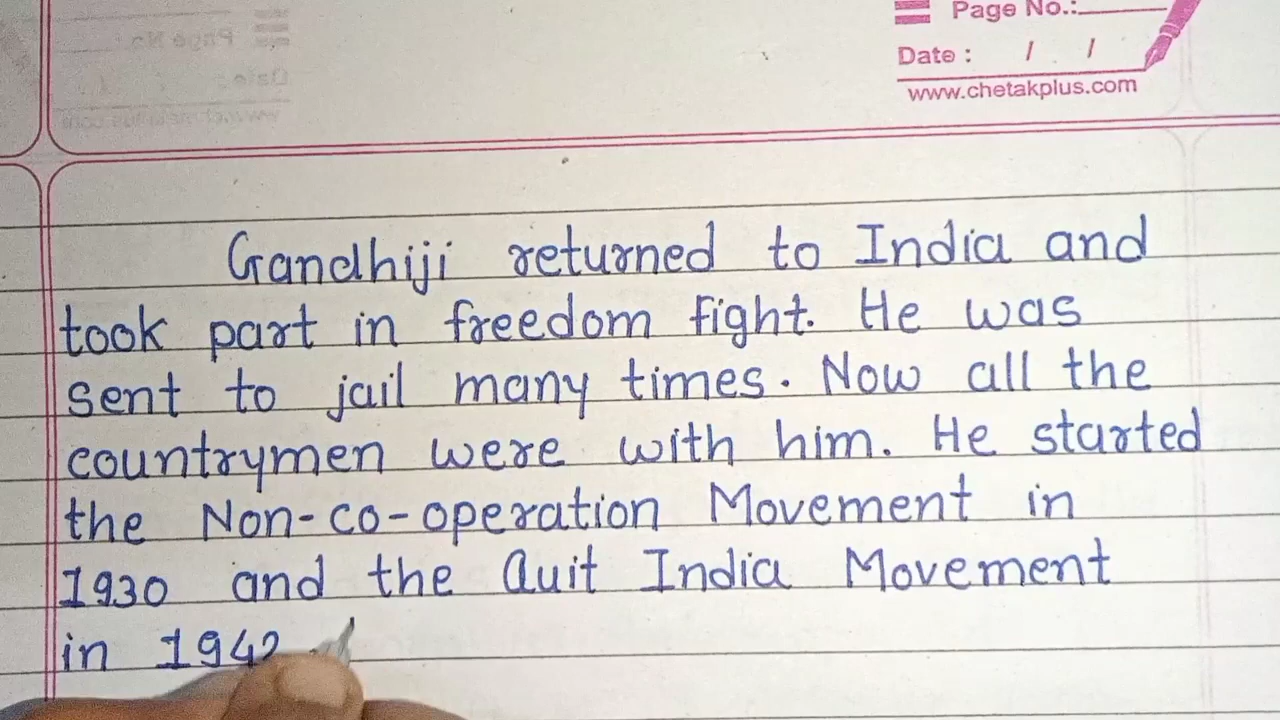 Page No.:
Date : / /
www.chetakplus.com
Gandhiji returned to India and
took part in freedom fight. He was
sent to jail many times. Now all the
countrymen were with him. He started
the Non-co-operation Movement in
1930 and the Quit India Movement
in 1942